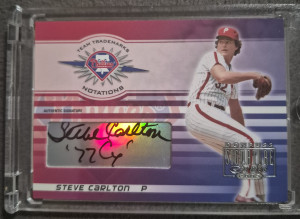 TEAM TRADEMARKS
NOTATIONS
Steve Carlton
'77 Cy
STEVE CARLTON P